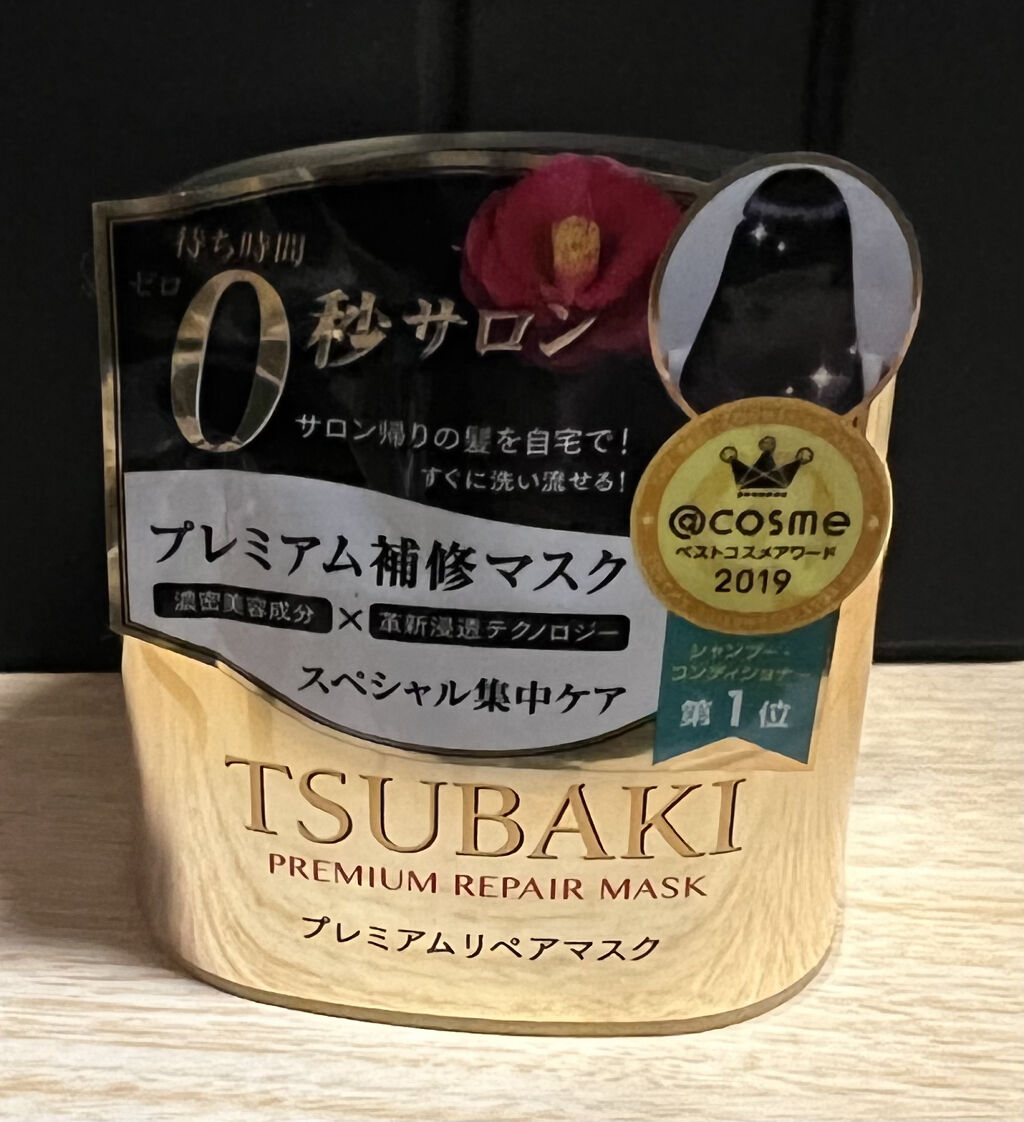 待ち時間
ゼロ
0秒サロン
サロン帰りの髪を自宅で!
すぐに洗い流せる!
プレミアム補修マスク
濃密美容成分×革新浸透テクノロジー
スペシャル集中ケア
@cosme
ベストコスメアワード
2019
シャンプー・
コンディショナー
第1位
TSUBAKI
PREMIUM REPAIR MASK
プレミアムリペアマスク